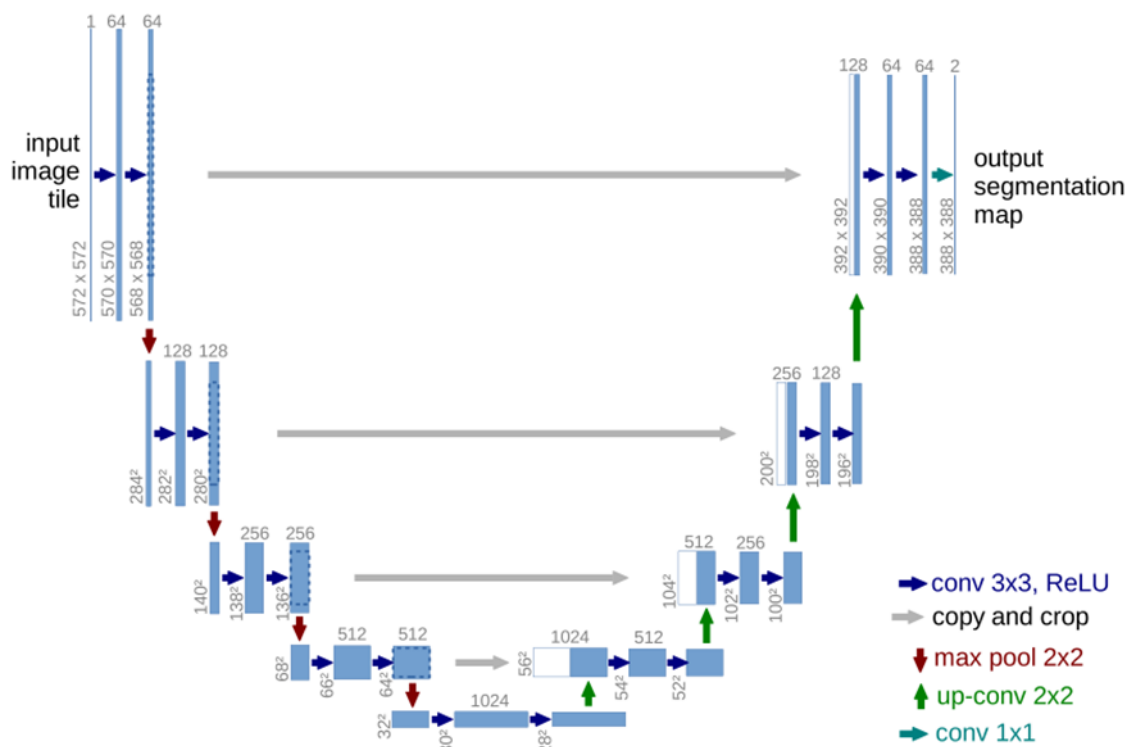 1 64 64
128 64 64 2
input
image
tile
output
segmentation
map
572 x 572
570 x 570
568 x 568
392 x 392
390 x 390
388 x 388
388 x 388
128 128
256 128
284²
282²
280²
200²
198²
196²
256 256
512 256
140²
138²
136²
104²
102²
100²
512 512
1024 512
68²
66²
64²
56²
54²
52²
1024
32²
conv 3x3, ReLU
copy and crop
max pool 2x2
up-conv 2x2
conv 1x1